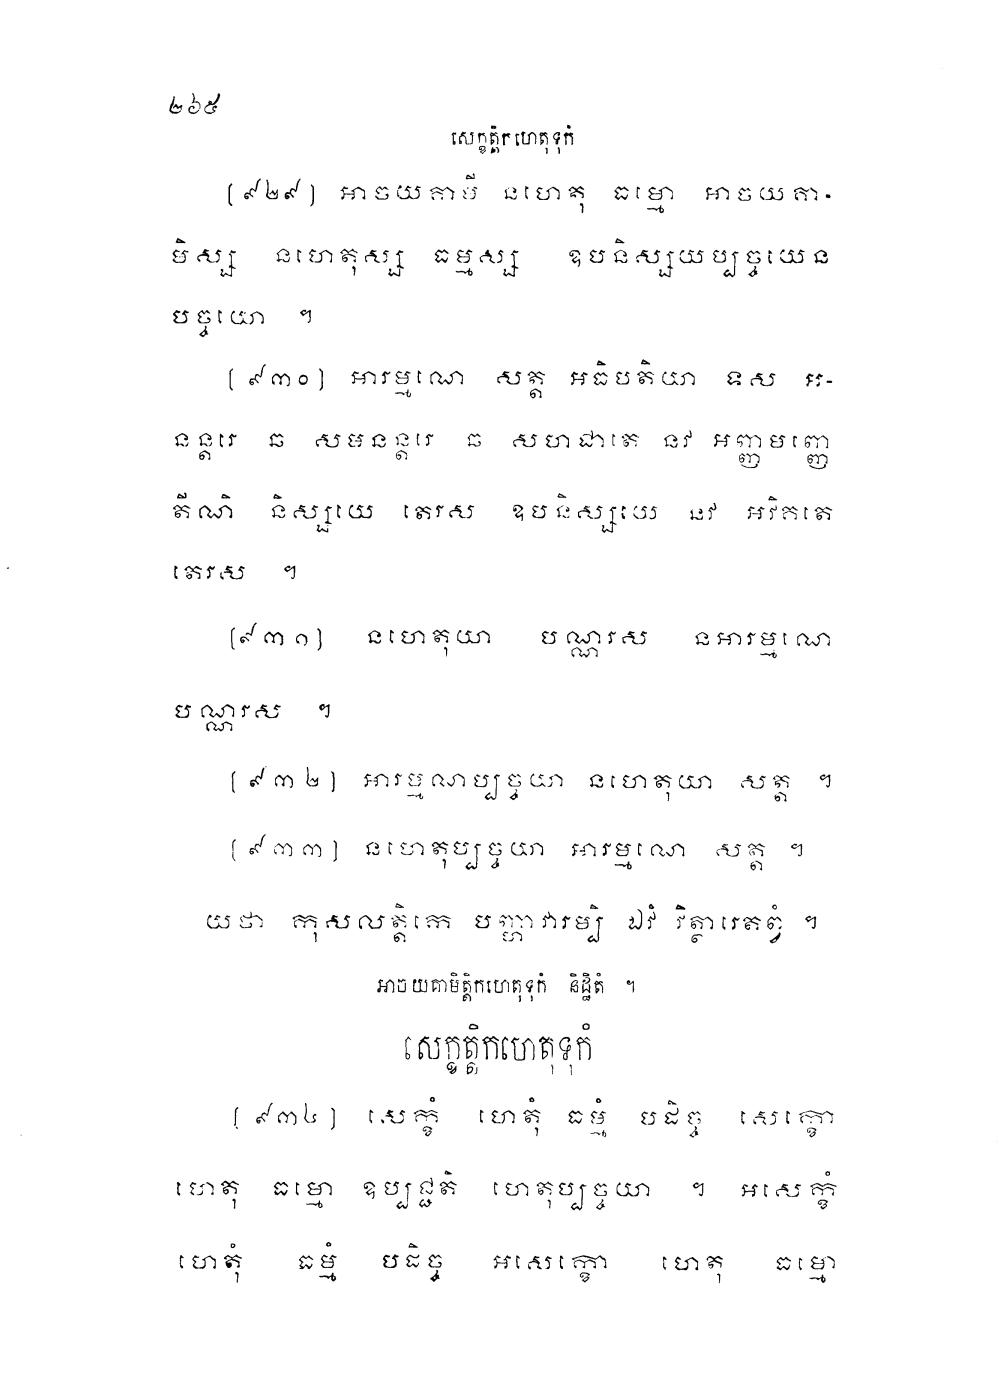 ២៦៥
សេក្ខត្តិកហេតុទុកំ
(៩២៩) អាចយគាមី នហេតុ ធម្មោ អាចយគា-
មិស្ស នហេតុស្ស ធម្មស្ស ឧបនិស្សយប្បច្ចយេន
បច្ចយោ ។
(៩៣០) អារម្មណេ សត្ត អធិបតិយា ទស អ-
នន្តរេ ឆ សមនន្តរេ ឆ សហជាតេ នវ អញ្ញមញ្ញេ
តីណិ និស្សយេ តេរស ឧបនិស្សយេ នវ អវិគតេ
តេរស ។
(៩៣១) នហេតុយា បណ្ណរស នអារម្មណេ
បណ្ណរស ។
(៩៣២) អារម្មណប្បច្ចយា នហេតុយា សត្ត ។
(៩៣៣) នហេតុប្បច្ចយា អារម្មណេ សត្ត ។
យថា កុសលត្តិកេ បញ្ហាវារម្បិ ឯវំ វិត្ថារេតព្វំ ។
អាចយគាមិត្តិកហេតុទុកំ និដ្ឋិតំ ។
សេក្ខត្តិកហេតុទុកំ
(៩៣៤) សេក្ខំ ហេតុំ ធម្មំ បដិច្ច សេក្ខោ
ហេតុ ធម្មោ ឧប្បជ្ជតិ ហេតុប្បច្ចយា ។ អសេក្ខំ
ហេតុំ ធម្មំ បដិច្ច អសេក្ខោ ហេតុ ធម្មោ